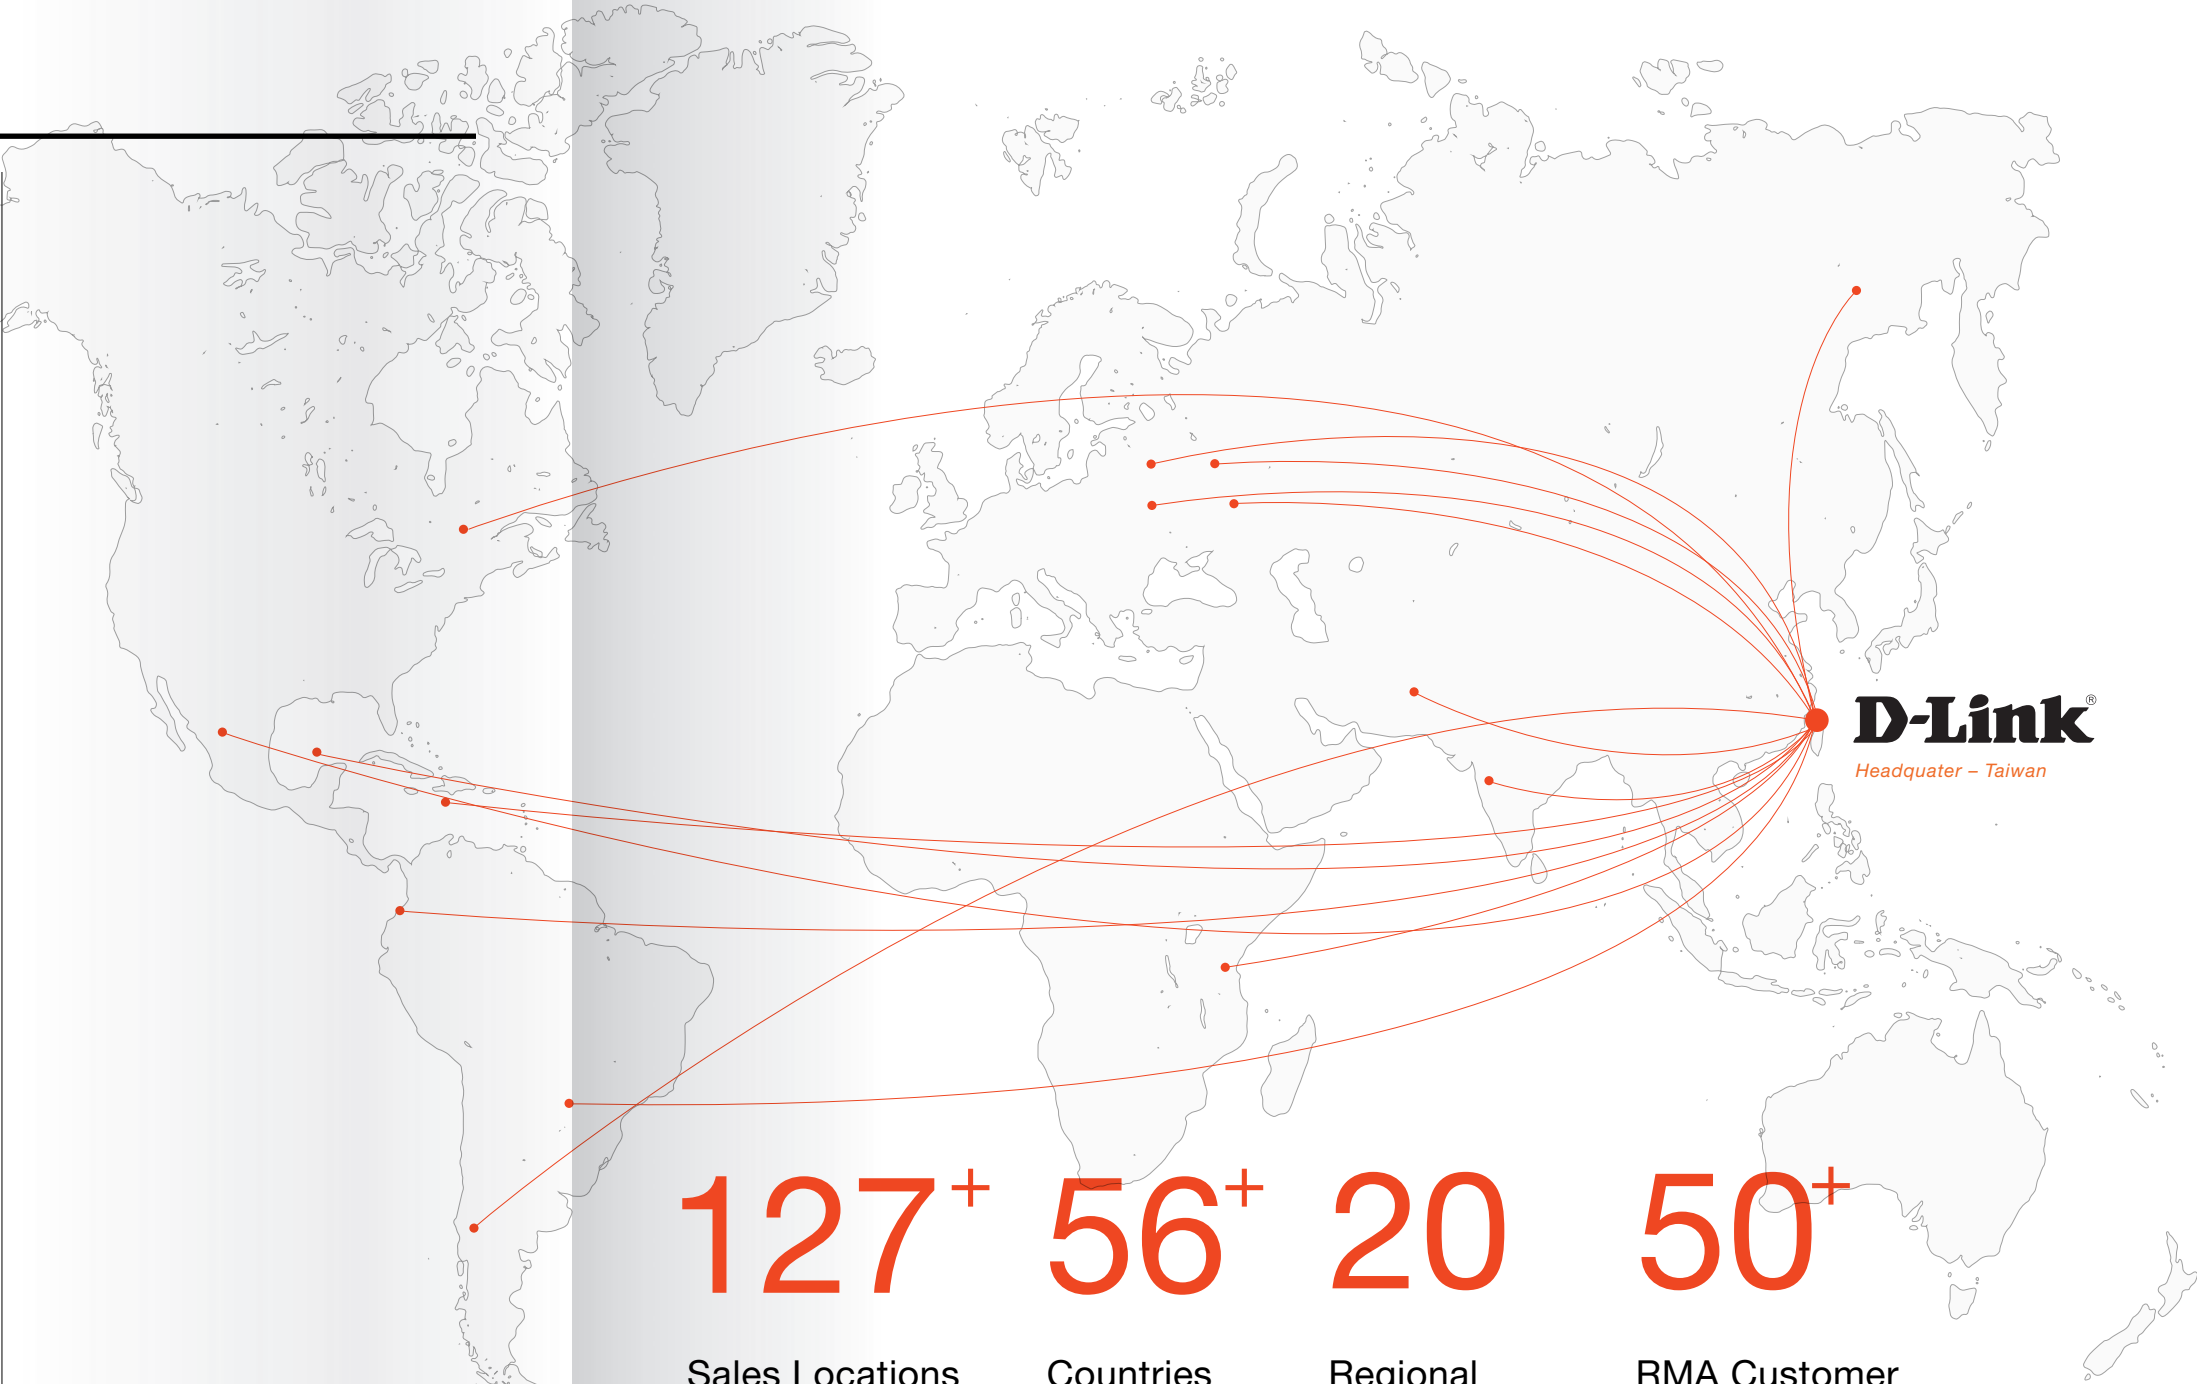 D-Link®
Headquater – Taiwan
127+ 56+ 20 50+
Sales Locations Countries Regional RMA Customer